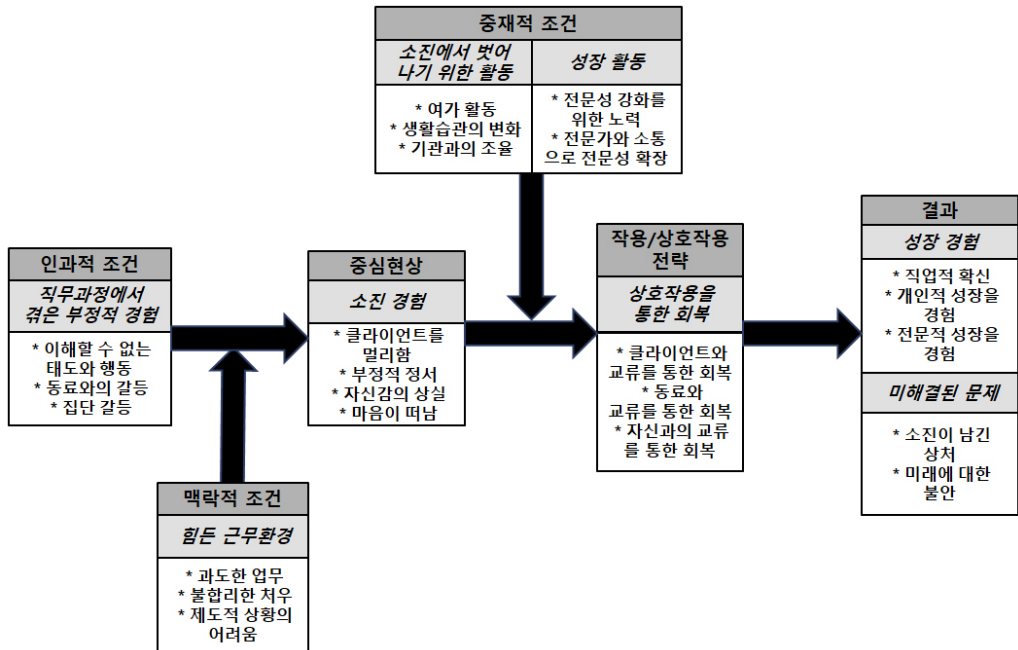 중재적 조건
소진에서 벗어
나기 위한 활동
* 여가 활동
* 생활습관의 변화
* 기관과의 조율
성장 활동
* 전문성 강화를
위한 노력
* 전문가와 소통
으로 전문성 확장
인과적 조건
직무과정에서
겪은 부정적 경험
* 이해할 수 없는
태도와 행동
* 동료와의 갈등
* 집단 갈등
중심현상
소진 경험
* 클라이언트를
멀리함
* 부정적 정서
* 자신감의 상실
* 마음이 떠남
작용/상호작용
전략
상호작용을
통한 회복
* 클라이언트와
교류를 통한 회복
* 동료와
교류를 통한 회복
* 자신과의 교류
를 통한 회복
결과
성장 경험
* 직업적 확신
* 개인적 성장을
경험
* 전문적 성장을
경험
미해결된 문제
* 소진이 남긴
상처
* 미래에 대한
불안
맥락적 조건
힘든 근무환경
* 과도한 업무
* 불합리한 처우
* 제도적 상황의
어려움